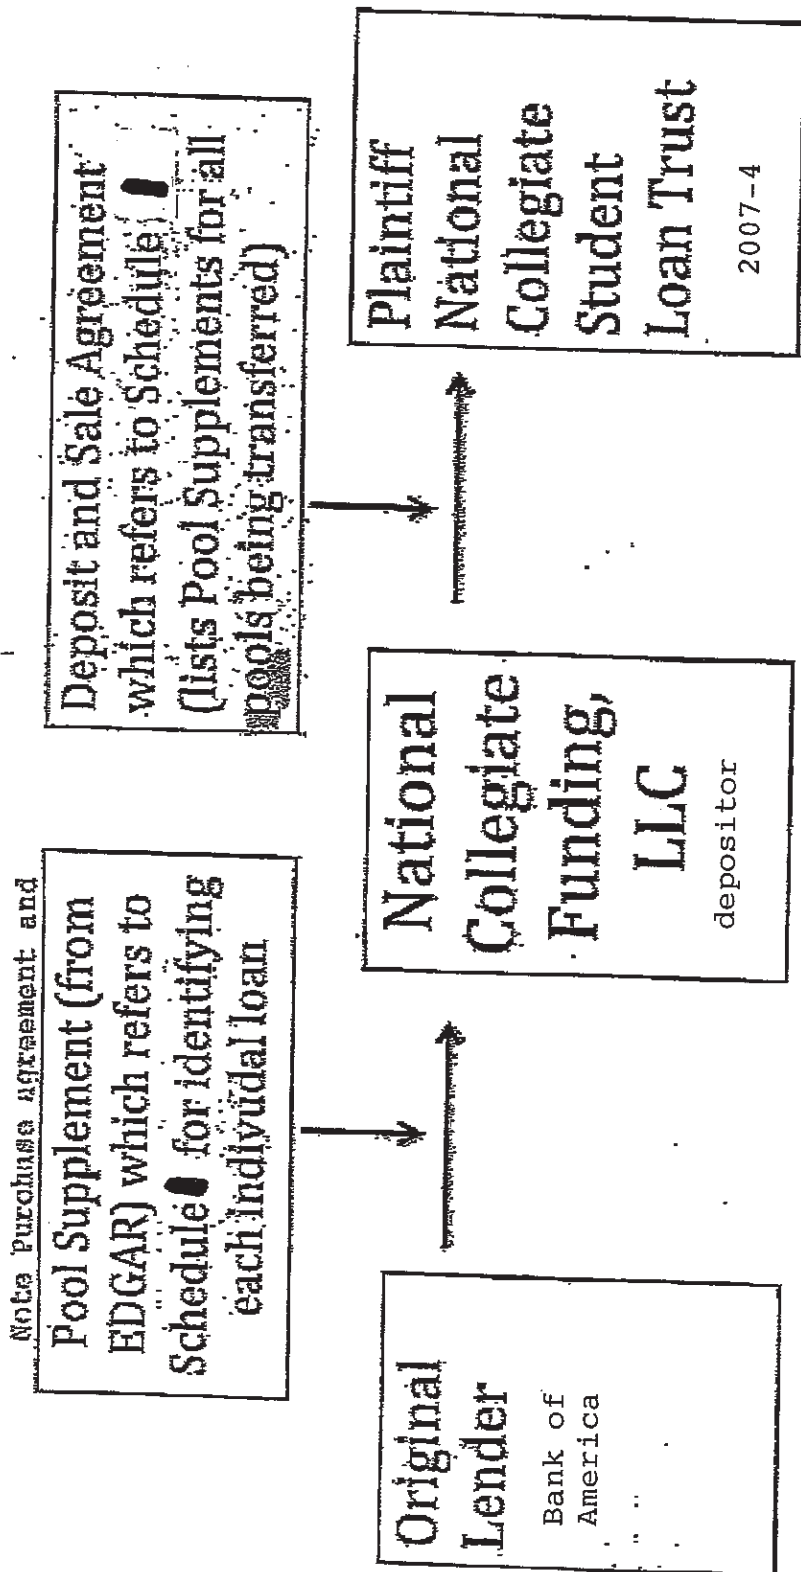 Note Purchase Agreement and
Pool Supplement (from
EDGAR) which refers to
Schedule for identifying
each indivudal loan
Deposit and Sale Agreement
which refers to Schedule
(lists Pool Supplements for all
pools being transferred)
Original
Lender
Bank of
America
National
Collegiate
Funding,
LLC
depositor
Plaintiff
National
Collegiate
Student
Loan Trust
2007-4